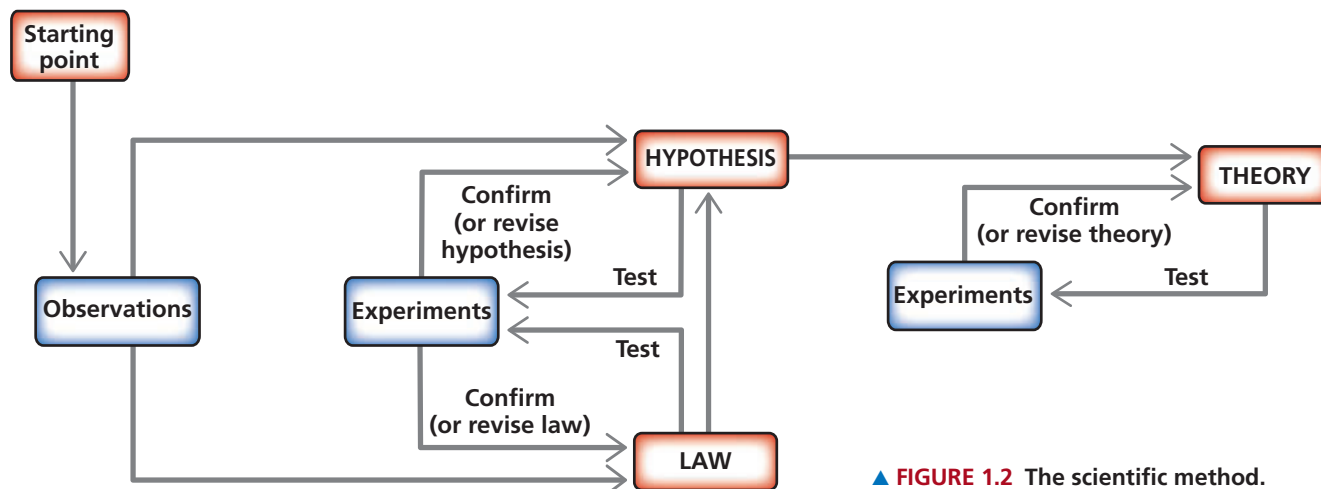 Starting
point
HYPOTHESIS
THEORY
Confirm
(or revise
hypothesis)
Confirm
(or revise theory)
Observations
Experiments
Test
Experiments
Test
Test
Confirm
(or revise law)
LAW
▲ FIGURE 1.2 The scientific method.